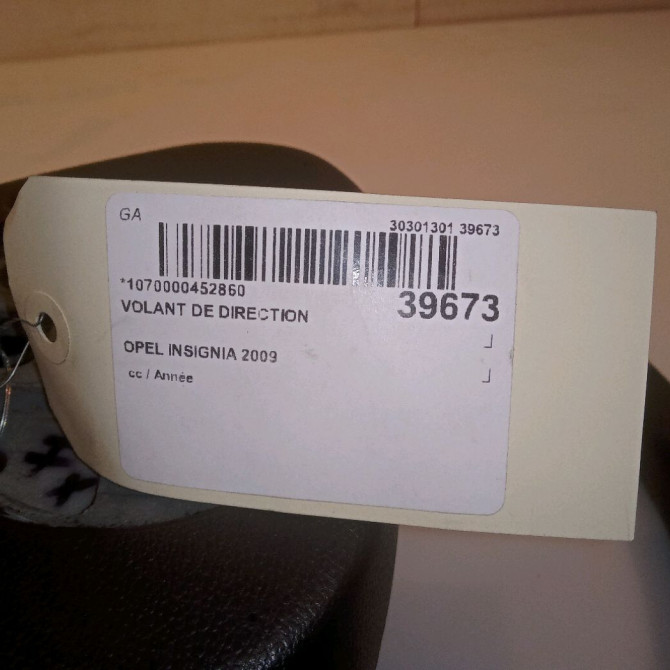 GA
30301301 39673
*1070000452860
39673
VOLANT DE DIRECTION
OPEL INSIGNIA 2009
cc / Année